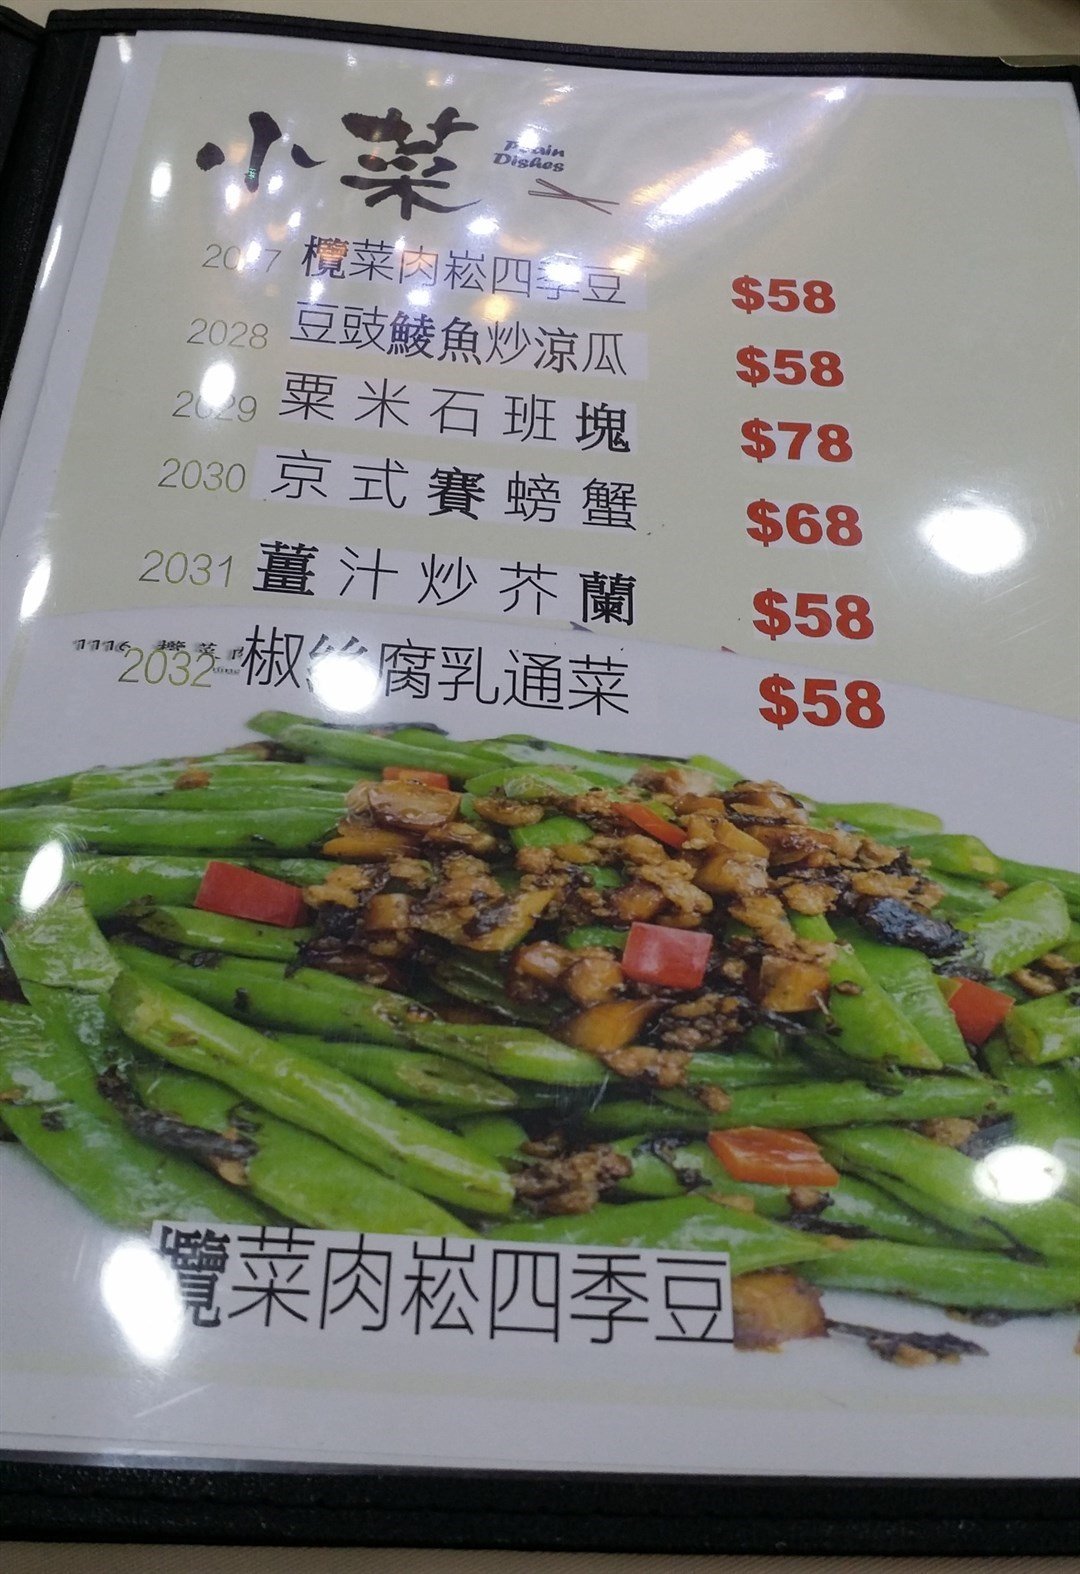 小菜 Plain
Dishes
2027 欖菜肉崧四季豆 $58
2028 豆豉鯪魚炒涼瓜 $58
2029 粟米石班塊 $78
2030 京式賽螃蟹 $68
2031 薑汁炒芥蘭 $58
2032 椒絲腐乳通菜 $58
1116
欖菜肉崧四季豆